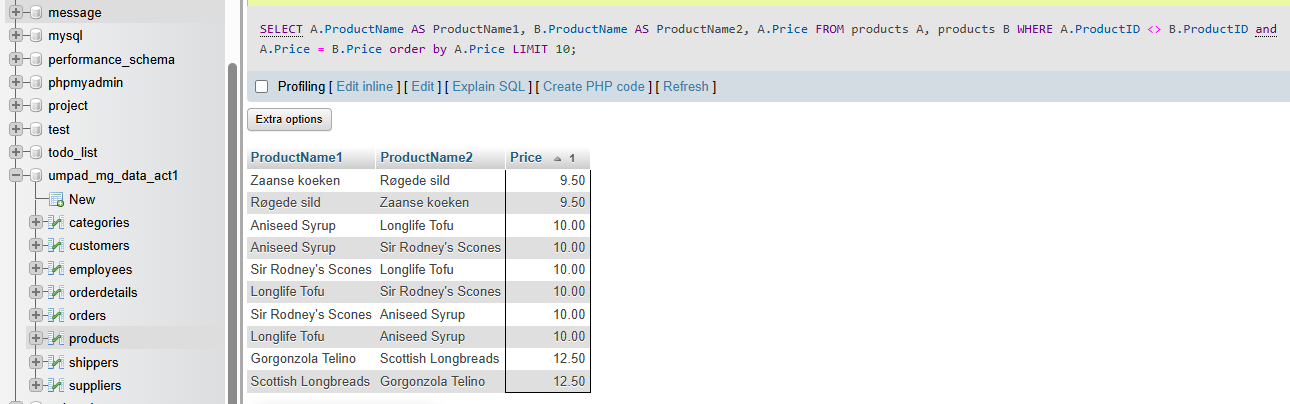 message
mysql
performance_schema
phpmyadmin
project
test
todo_list
umpad_mg_data_act1
New
categories
customers
employees
orderdetails
orders
products
shippers
suppliers
SELECT A.ProductName AS ProductName1, B.ProductName AS ProductName2, A.Price FROM products A, products B WHERE A.ProductID <> B.ProductID and
A.Price = B.Price order by A.Price LIMIT 10;
Profiling [ Edit inline ] [ Edit ] [ Explain SQL ] [ Create PHP code ] [ Refresh ]
Extra options
ProductName1 ProductName2 Price 1
Zaanse koeken Røgede sild 9.50
Røgede sild Zaanse koeken 9.50
Aniseed Syrup Longlife Tofu 10.00
Aniseed Syrup Sir Rodney's Scones 10.00
Sir Rodney's Scones Longlife Tofu 10.00
Longlife Tofu Sir Rodney's Scones 10.00
Sir Rodney's Scones Aniseed Syrup 10.00
Longlife Tofu Aniseed Syrup 10.00
Gorgonzola Telino Scottish Longbreads 12.50
Scottish Longbreads Gorgonzola Telino 12.50